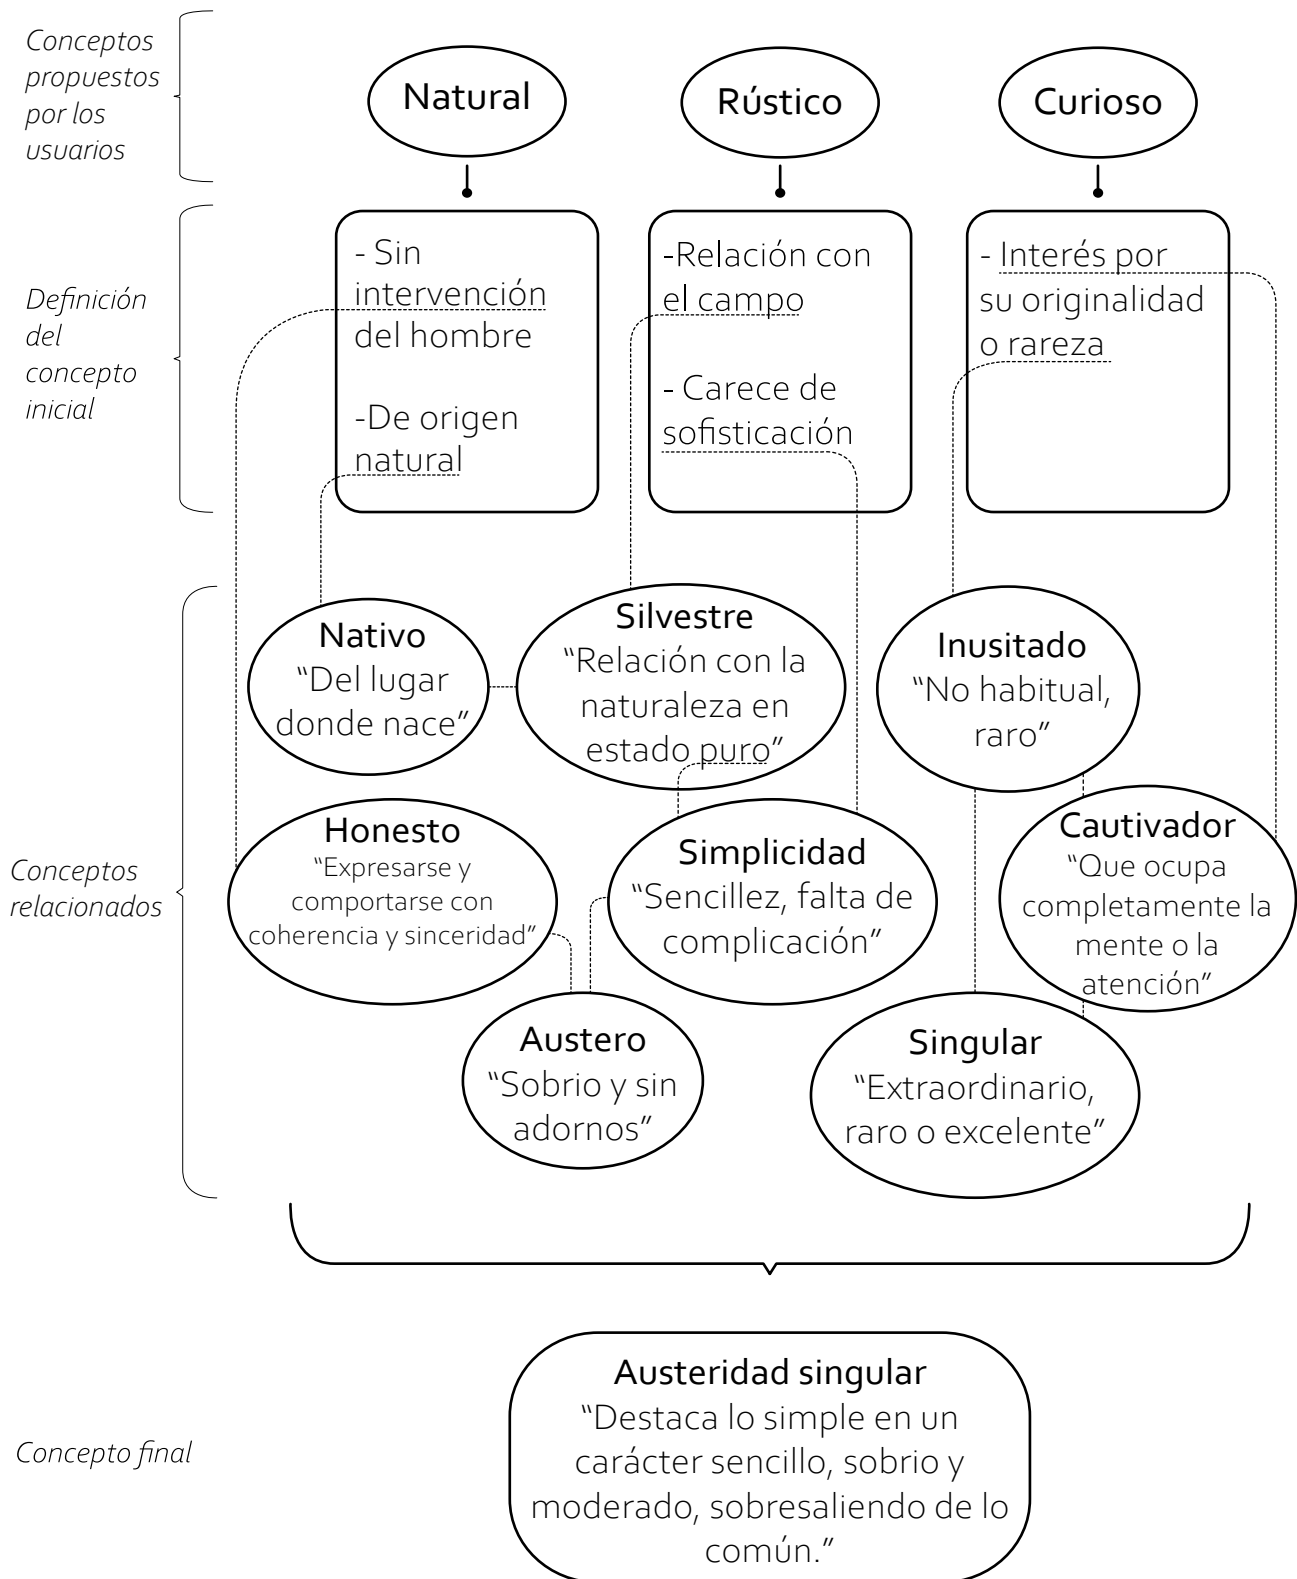 Conceptos
propuestos
por los
usuarios
Natural
Rústico
Curioso
Definición
del
concepto
inicial
- Sin
intervención
del hombre
-De origen
natural
-Relación con
el campo
- Carece de
sofisticación
- Interés por
su originalidad
o rareza
Conceptos
relacionados
Nativo
“Del lugar
donde nace”
Silvestre
“Relación con la
naturaleza en
estado puro”
Inusitado
“No habitual,
raro”
Honesto
“Expresarse y
comportarse con
coherencia y sinceridad”
Simplicidad
“Sencillez, falta de
complicación”
Cautivador
“Que ocupa
completamente la
mente o la
atención”
Austero
“Sobrio y sin
adornos”
Singular
“Extraordinario,
raro o excelente”
Concepto final
Austeridad singular
“Destaca lo simple en un
carácter sencillo, sobrio y
moderado, sobresaliendo de lo
común.”